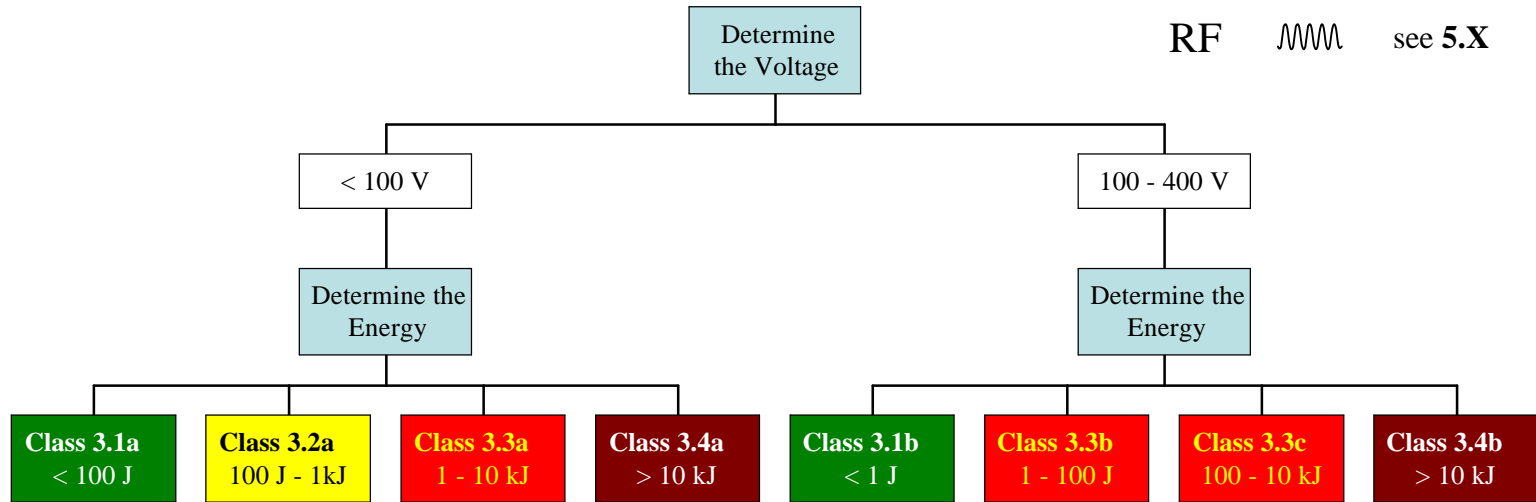 Determine
the Voltage
RF
see 5.X
< 100 V
100 - 400 V
Determine the
Energy
Determine the
Energy
Class 3.1a
< 100 J
Class 3.2a
100 J - 1kJ
Class 3.3a
1 - 10 kJ
Class 3.4a
> 10 kJ
Class 3.1b
< 1 J
Class 3.3b
1 - 100 J
Class 3.3c
100 - 10 kJ
Class 3.4b
> 10 kJ